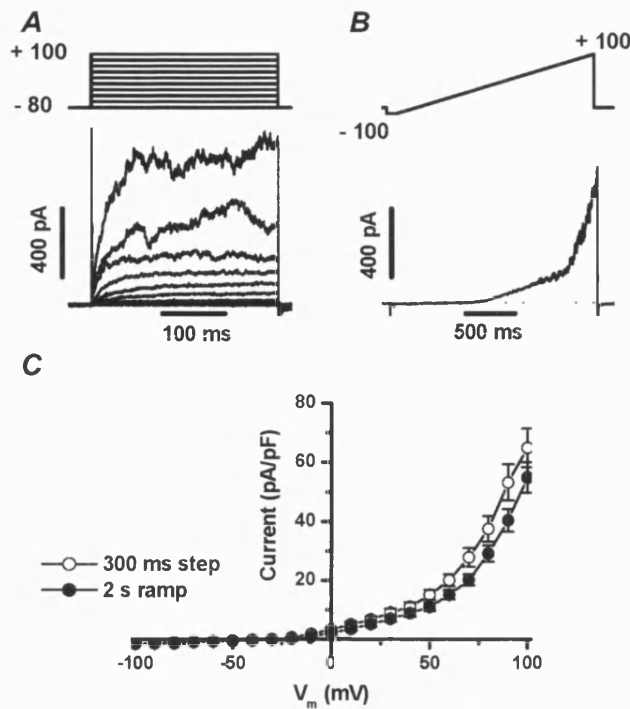 A
+ 100
- 80
400 pA
100 ms
B
+ 100
- 100
400 pA
500 ms
C
80
60
40
20
Current (pA/pF)
300 ms step
2 s ramp
-100
-50
0
50
100
V_m (mV)